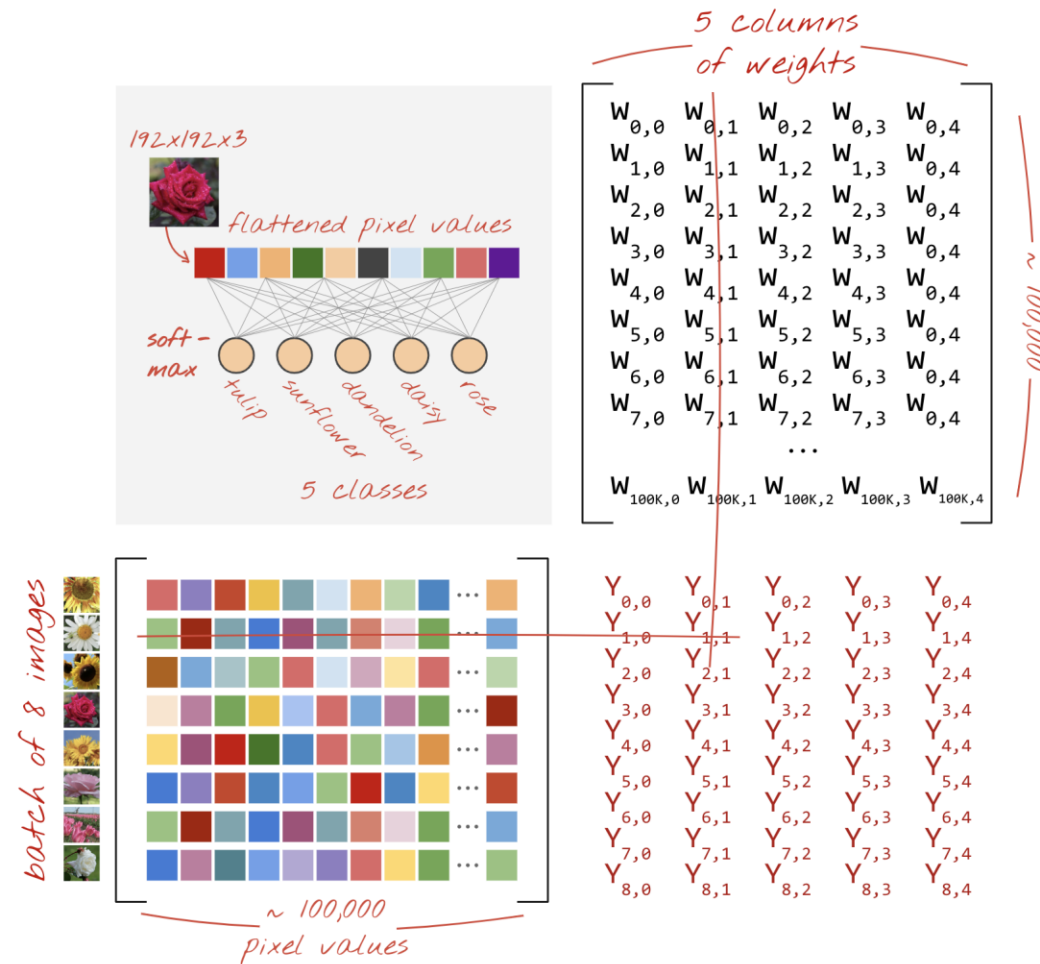 5 columns
of weights
192x192x3
flattened pixel values
soft-
max
tulip
sunflower
dandelion
daisy
rose
5 classes
W0,0 W0,1 W0,2 W0,3 W0,4
W1,0 W1,1 W1,2 W1,3 W0,4
W2,0 W2,1 W2,2 W2,3 W0,4
W3,0 W3,1 W3,2 W3,3 W0,4
W4,0 W4,1 W4,2 W4,3 W0,4
W5,0 W5,1 W5,2 W5,3 W0,4
W6,0 W6,1 W6,2 W6,3 W0,4
W7,0 W7,1 W7,2 W7,3 W0,4
...
W100K,0 W100K,1 W100K,2 W100K,3 W100K,4
~ 100,000
batch of 8 images
...
...
...
...
...
...
...
...
~ 100,000
pixel values
Y0,0 Y0,1 Y0,2 Y0,3 Y0,4
Y1,0 Y1,1 Y1,2 Y1,3 Y1,4
Y2,0 Y2,1 Y2,2 Y2,3 Y2,4
Y3,0 Y3,1 Y3,2 Y3,3 Y3,4
Y4,0 Y4,1 Y4,2 Y4,3 Y4,4
Y5,0 Y5,1 Y5,2 Y5,3 Y5,4
Y6,0 Y6,1 Y6,2 Y6,3 Y6,4
Y7,0 Y7,1 Y7,2 Y7,3 Y7,4
Y8,0 Y8,1 Y8,2 Y8,3 Y8,4